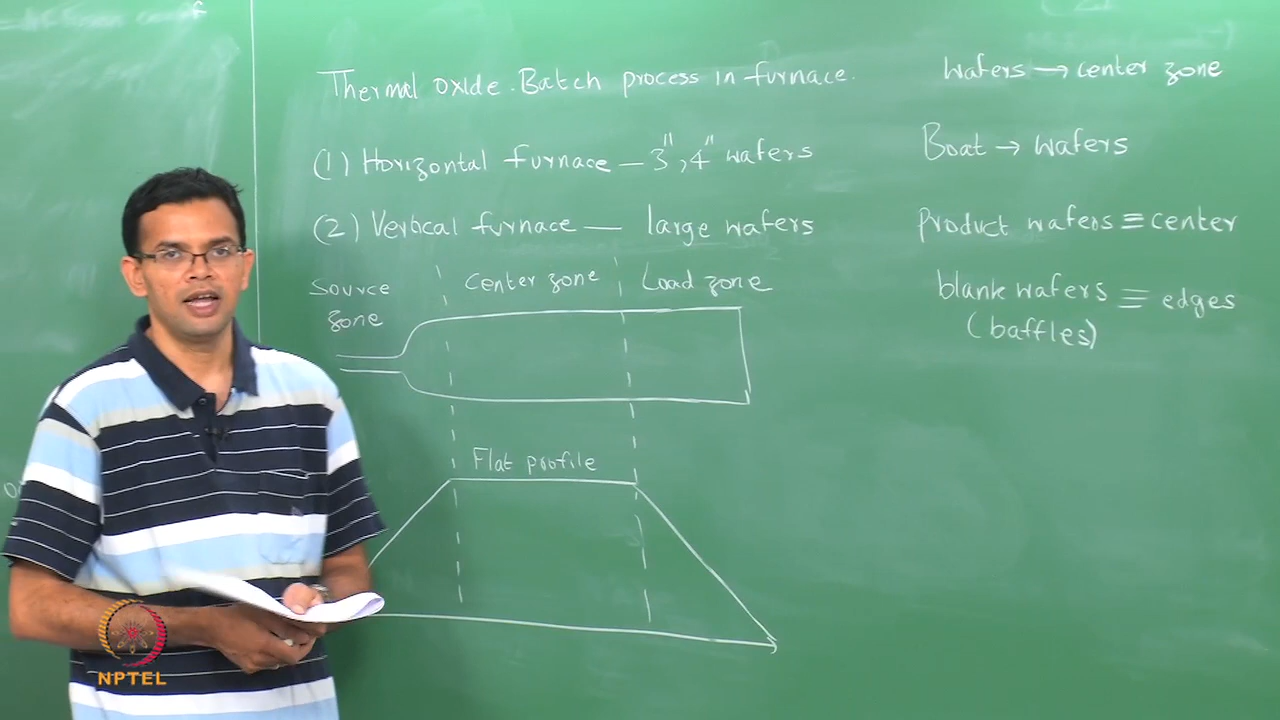 Thermal oxide. Batch process in furnace.
(1) Horizontal furnace – 3", 4" wafers
(2) Vertical furnace – large wafers
Source zone
Center zone
Load zone
Flat profile
Wafers → center zone
Boat → wafers
product wafers ≡ center
blank wafers ≡ edges
(baffles)
NPTEL